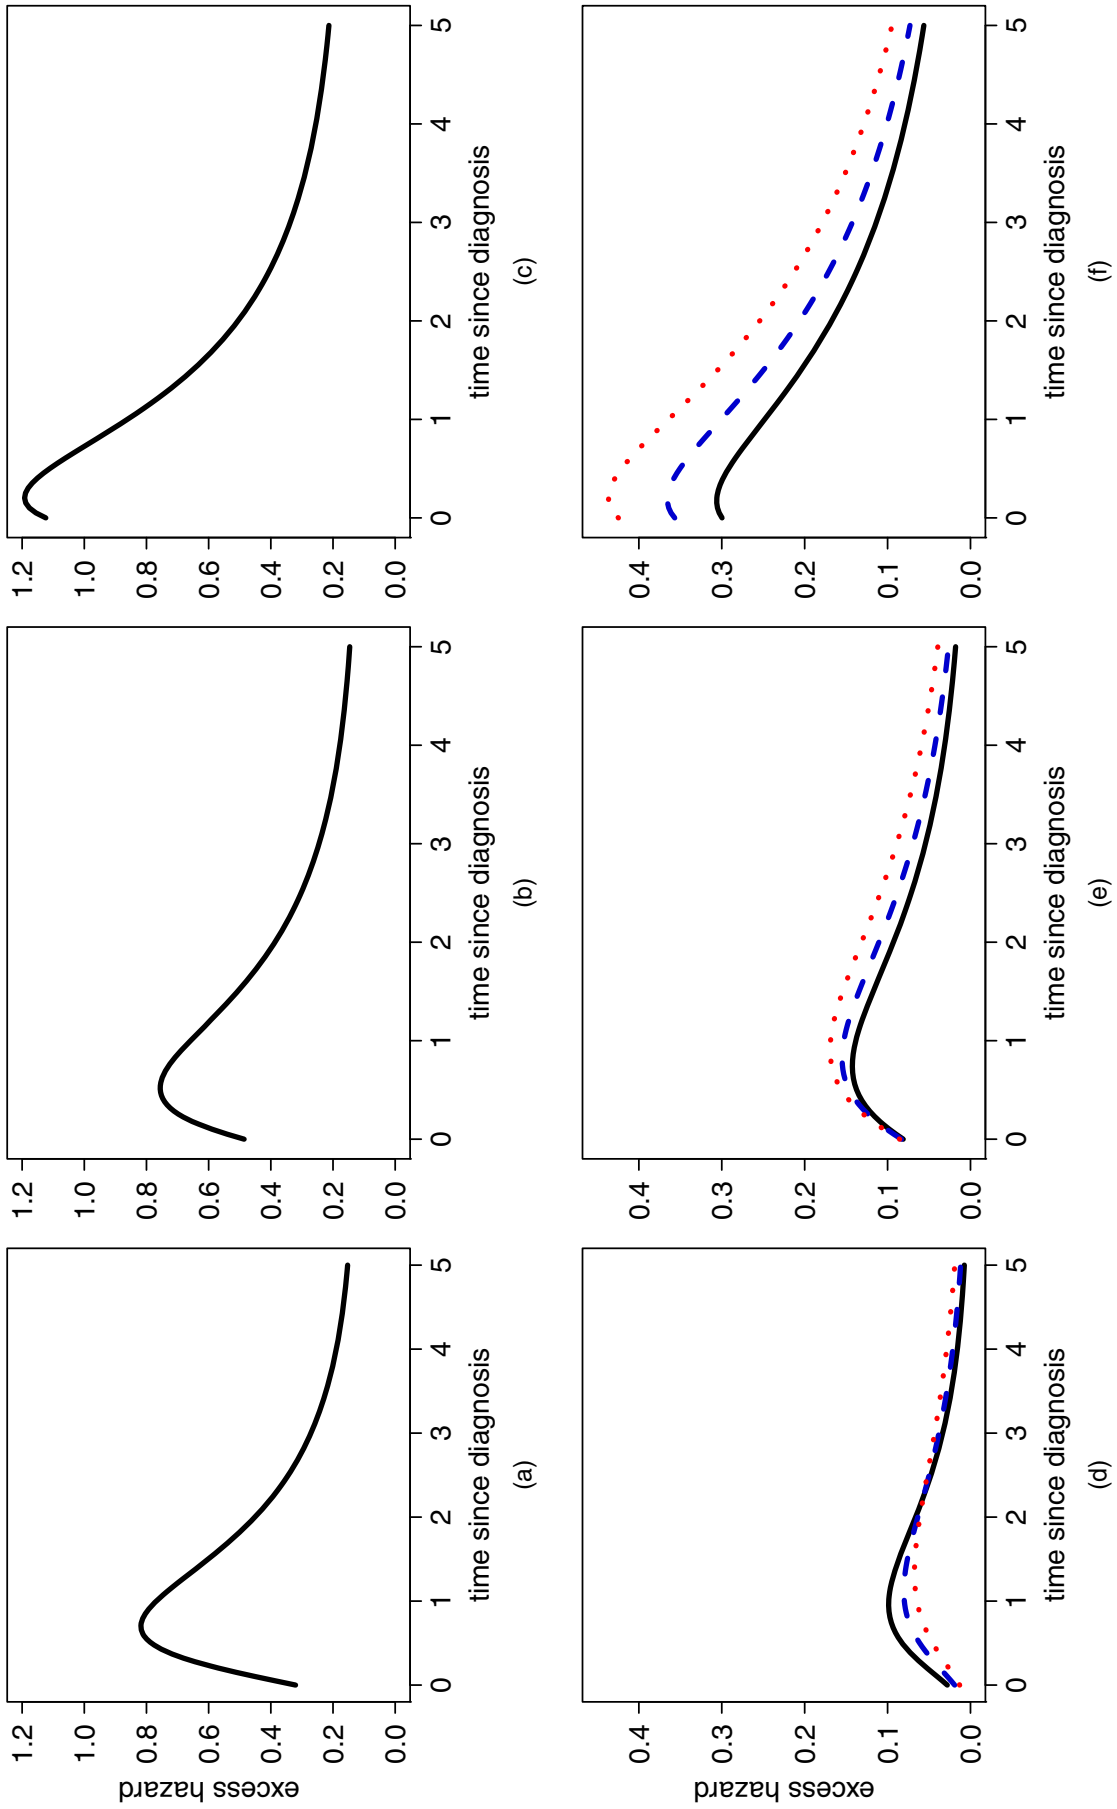 excess hazard
0.0 0.2 0.4 0.6 0.8 1.0 1.2
0 1 2 3 4 5
time since diagnosis
(a)
0.0 0.2 0.4 0.6 0.8 1.0 1.2
0 1 2 3 4 5
time since diagnosis
(b)
0.0 0.2 0.4 0.6 0.8 1.0 1.2
0 1 2 3 4 5
time since diagnosis
(c)
excess hazard
0.0 0.1 0.2 0.3 0.4
0 1 2 3 4 5
time since diagnosis
(d)
0.0 0.1 0.2 0.3 0.4
0 1 2 3 4 5
time since diagnosis
(e)
0.0 0.1 0.2 0.3 0.4
0 1 2 3 4 5
time since diagnosis
(f)